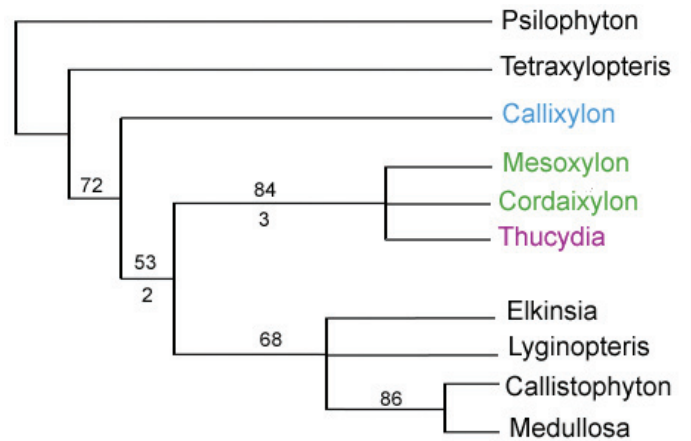 Psilophyton
Tetraxylopteris
Callixylon
72
Mesoxylon
84
Cordaixylon
3
Thucydia
53
2
Elkinsia
68
Lyginopteris
Callistophyton
86
Medullosa